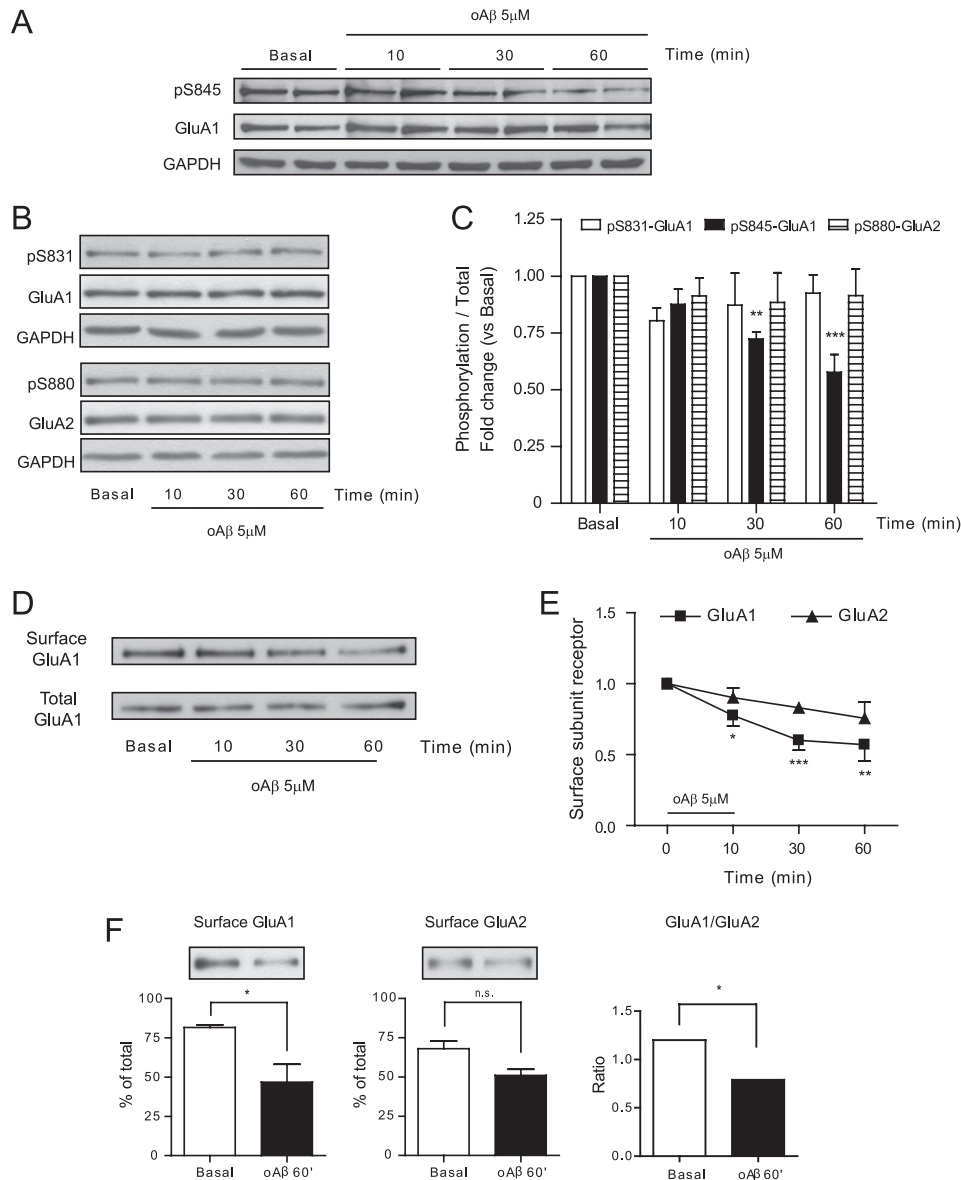 A
oAβ 5μM
Basal 10 30 60 Time (min)
pS845
GluA1
GAPDH
B
pS831
GluA1
GAPDH
pS880
GluA2
GAPDH
Basal 10 30 60 Time (min)
oAβ 5μM
C
Phosphorylation / Total
Fold change (vs Basal)
1.25
1.00
0.75
0.50
0.25
0
pS831-GluA1 pS845-GluA1 pS880-GluA2
**
***
Basal 10 30 60 Time (min)
oAβ 5μM
D
Surface
GluA1
Total
GluA1
Basal 10 30 60 Time (min)
oAβ 5μM
E
Surface subunit receptor
1.5
1.0
0.5
0.0
GluA1 GluA2
*
***
**
oAβ 5μM
0 10 30 60
Time (min)
F
Surface GluA1
% of total
100
75
50
25
0
*
Basal oAβ 60'
Surface GluA2
% of total
100
75
50
25
0
n.s.
Basal oAβ 60'
GluA1/GluA2
Ratio
1.5
1.0
0.5
0.0
*
Basal oAβ 60'